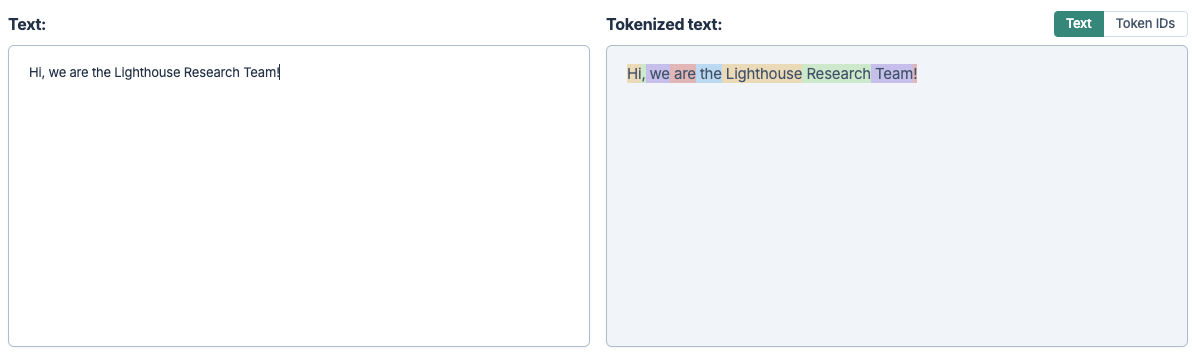 Text:
Tokenized text:
Text
Token IDs
Hi, we are the Lighthouse Research Team!
Hi, we are the Lighthouse Research Team!